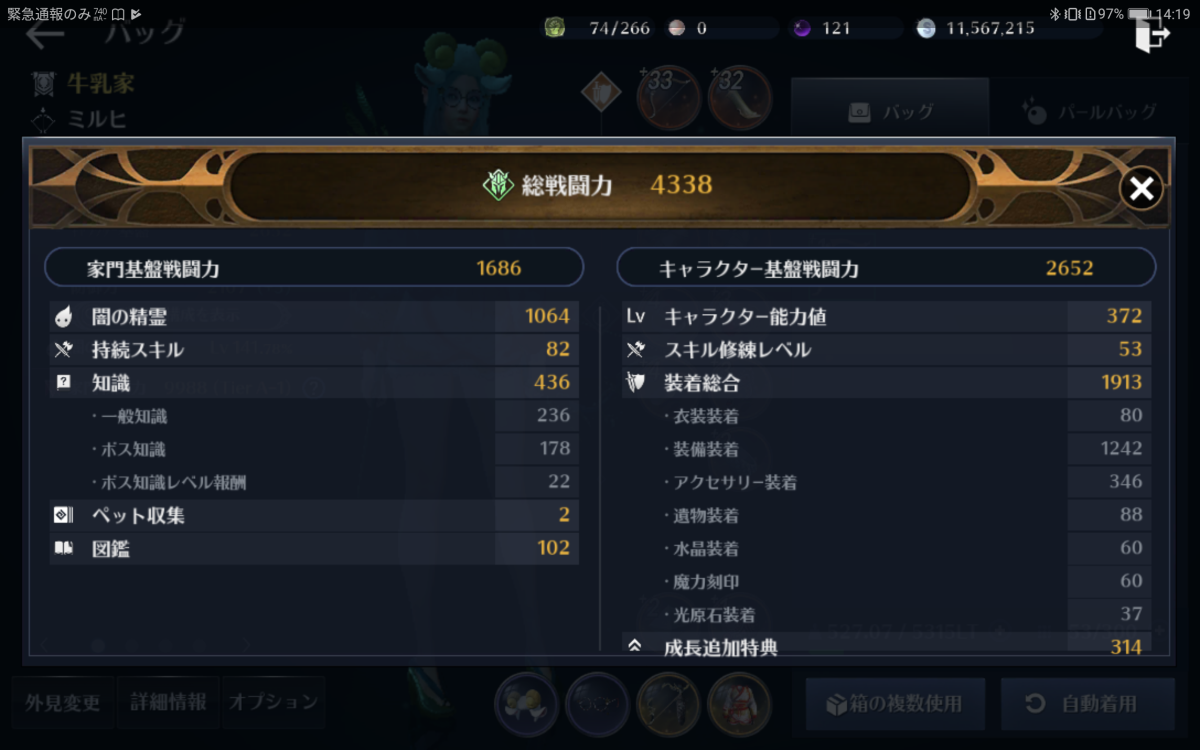 緊急通報のみ 740 mA
97% 14:19
バッグ
74/266
0
121
11,567,215
牛乳家
ミルヒ
+33
+32
バッグ
パールバッグ
総戦闘力 4338
家門基盤戦闘力 1686
闇の精霊 1064
持続スキル 82
知識 436
・一般知識 236
・ボス知識 178
・ボス知識レベル報酬 22
ペット収集 2
図鑑 102
キャラクター基盤戦闘力 2652
Lv キャラクター能力値 372
スキル修練レベル 53
装着総合 1913
・衣装装着 80
・装備装着 1242
・アクセサリー装着 346
・遺物装着 88
・水晶装着 60
・魔力刻印 60
・光原石装着 37
成長追加特典 314
外見変更
詳細情報
オプション
箱の複数使用
自動着用